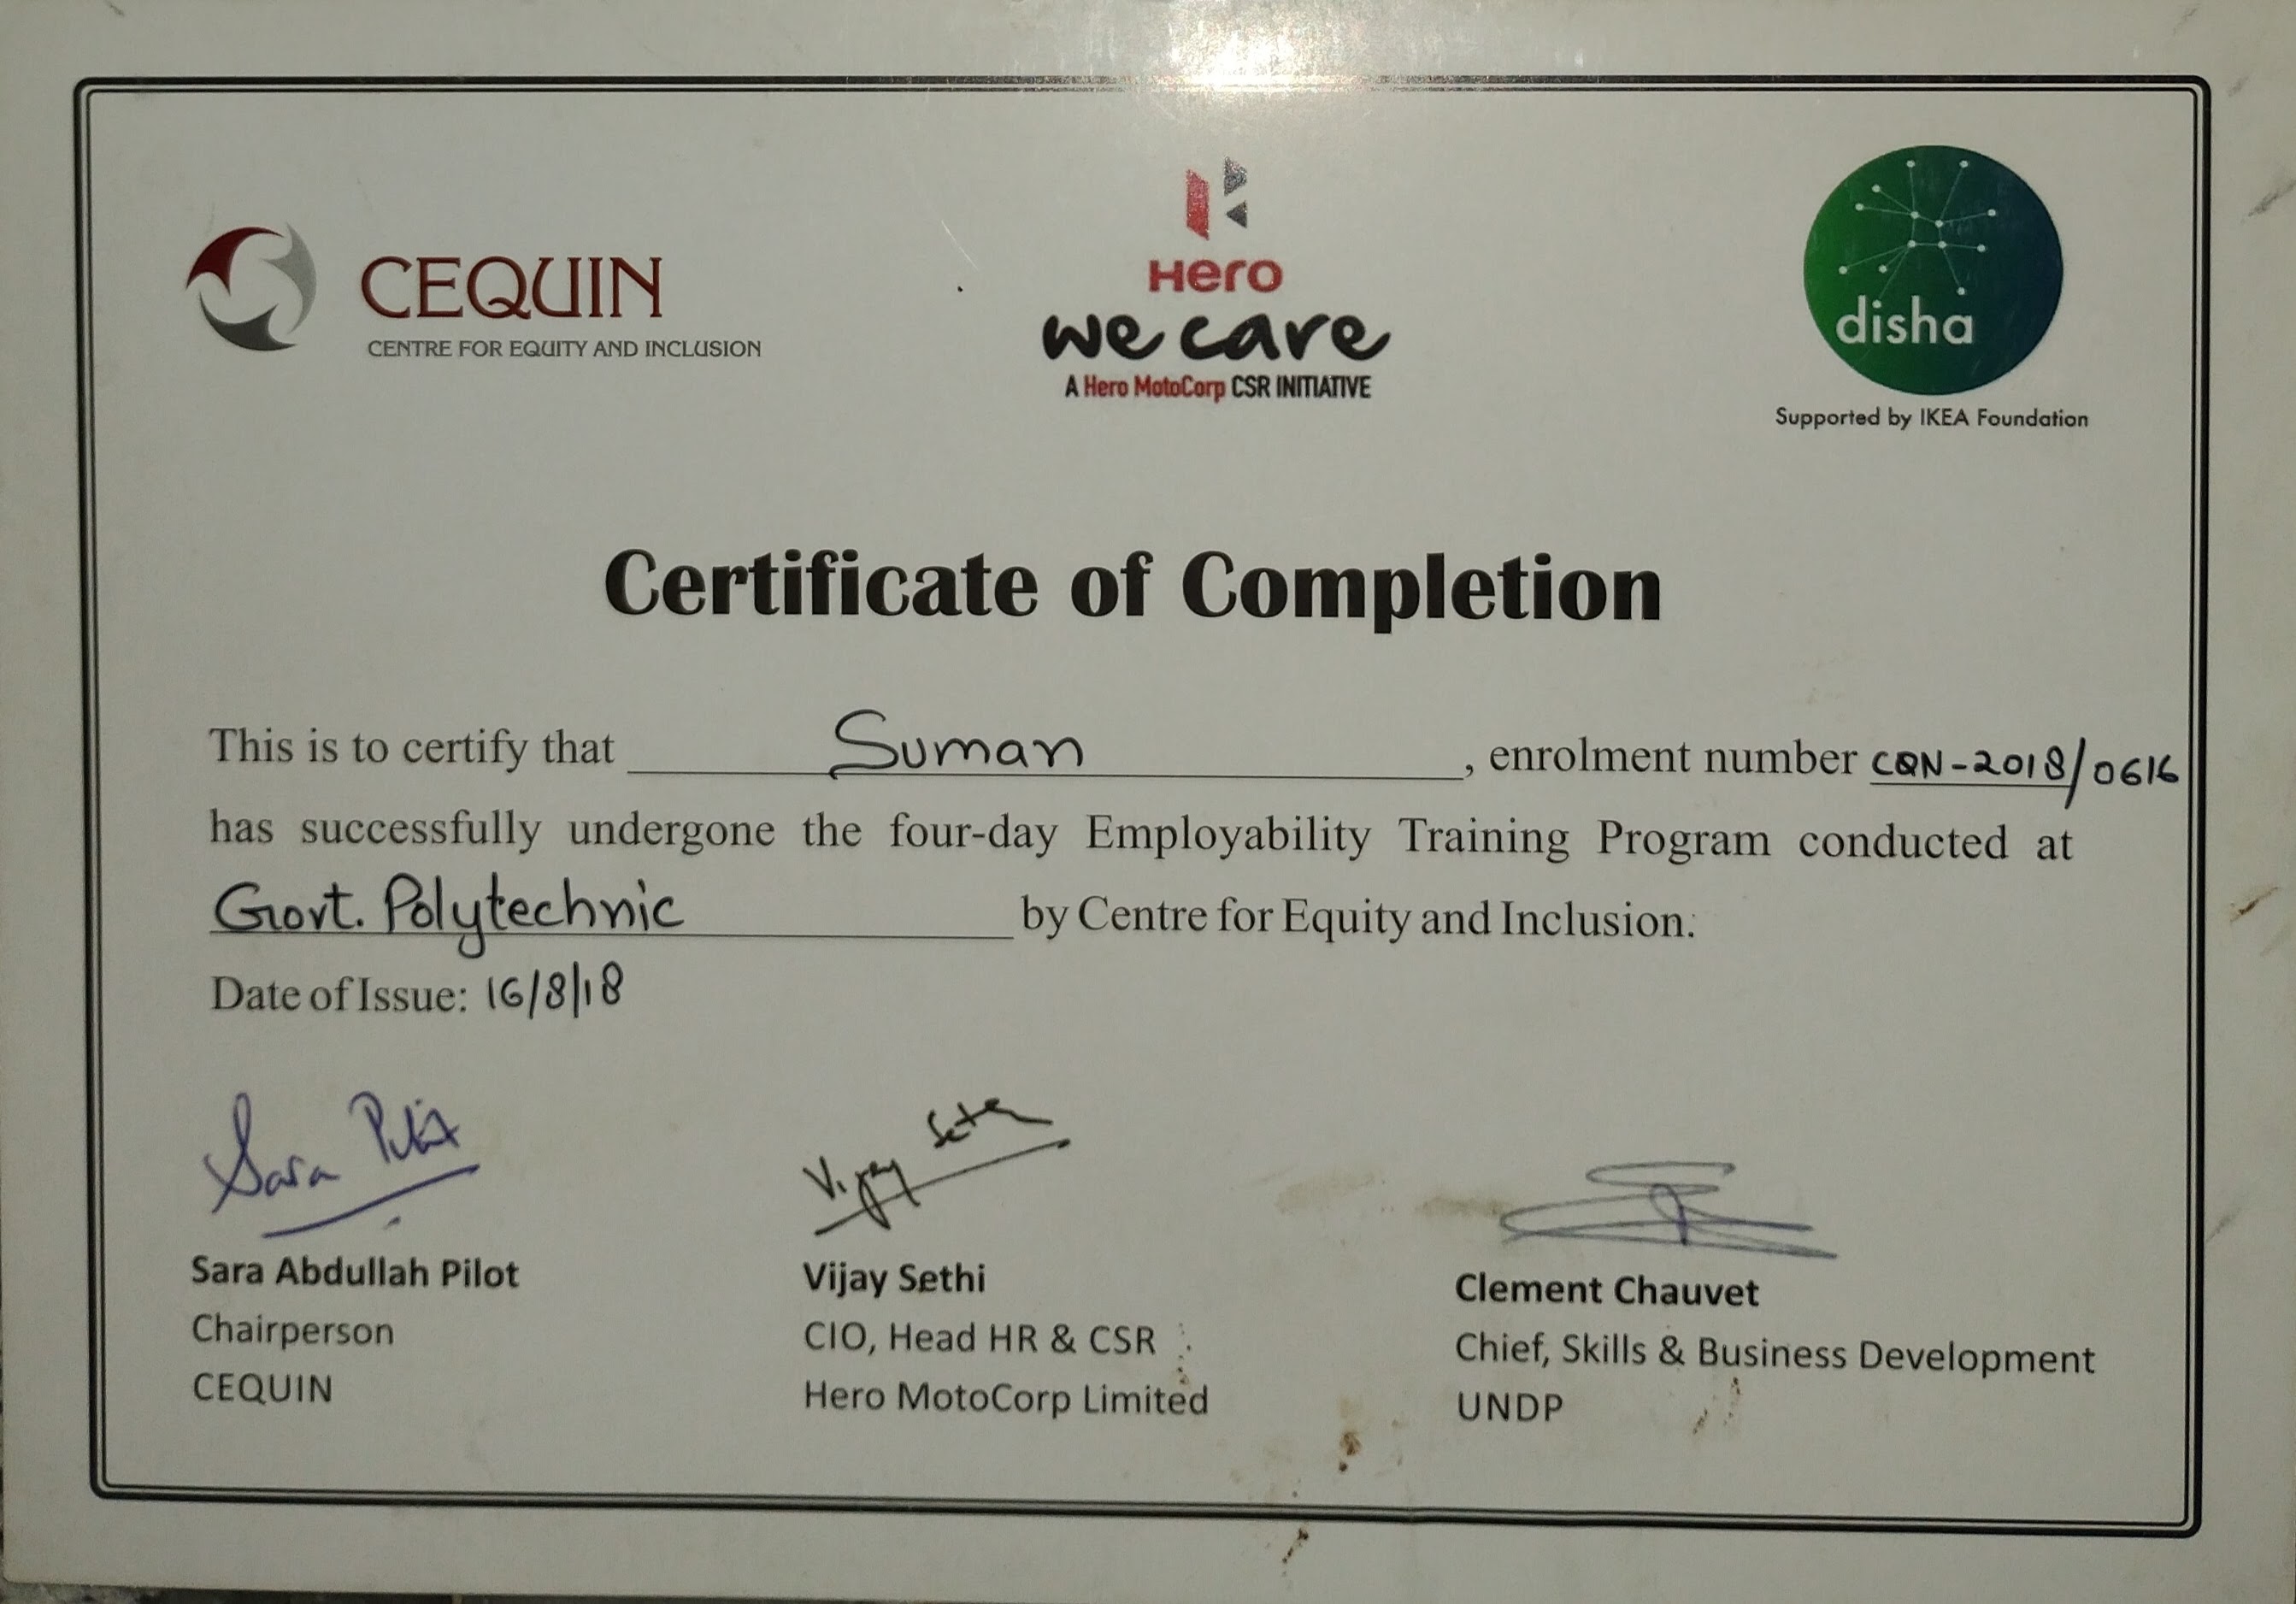 CEQUIN
CENTRE FOR EQUITY AND INCLUSION
Hero
we care
A Hero MotoCorp CSR INITIATIVE
disha
Supported by IKEA Foundation
Certificate of Completion
This is to certify that Suman, enrolment number CQN-2018/0616
has successfully undergone the four-day Employability Training Program conducted at
Govt. Polytechnic by Centre for Equity and Inclusion.
Date of Issue: 16/8/18
Sara Pilot
Vijay Sethi
Sara Abdullah Pilot
Chairperson
CEQUIN
Vijay Sethi
CIO, Head HR & CSR
Hero MotoCorp Limited
Clement Chauvet
Chief, Skills & Business Development
UNDP